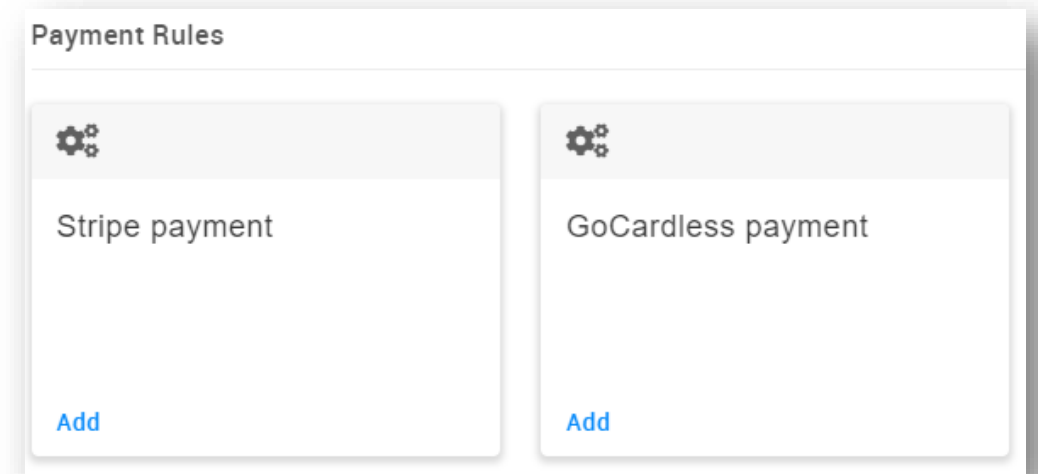 Payment Rules
Stripe payment
GoCardless payment
Add
Add